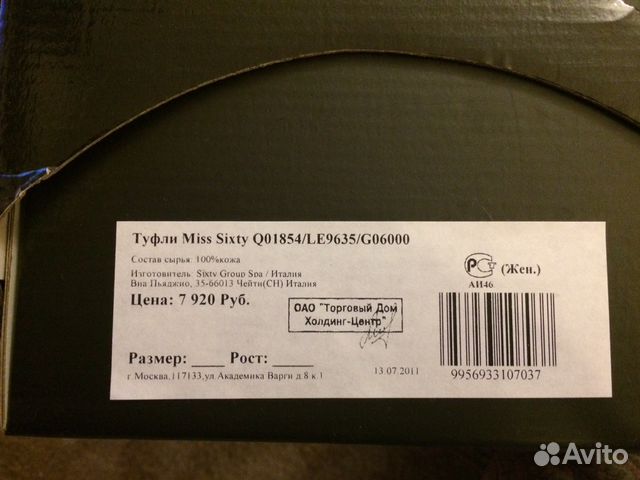 Туфли Miss Sixty Q01854/LE9635/G06000
Состав сырья: 100%кожа
Изготовитель: Sixty Group Spa / Италия
Виа Пьяджио, 35-66013 Чейти(CH) Италия
Цена: 7 920 Руб.
ОАО "Торговый Дом
Холдинг-Центр"
РСТ (Жен.)
АИ46
Размер: ____ Рост: ____
13.07.2011
9956933107037
г.Москва,117133,ул.Академика Варги д.8 к.1
Avito